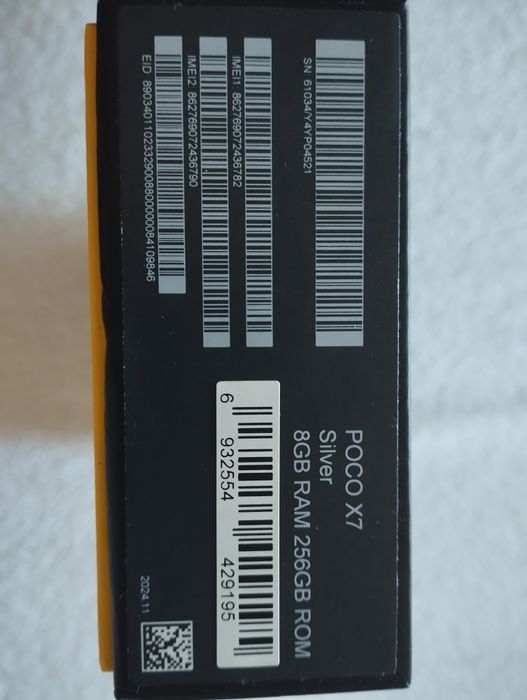 SN: 61034/Y4YP04521
IMEI1: 862769072436782
IMEI2: 862769072436790
EID: 89034011023329008800000084109846
POCO X7
Silver
8GB RAM 256GB ROM
6 932554 429195
2024.11